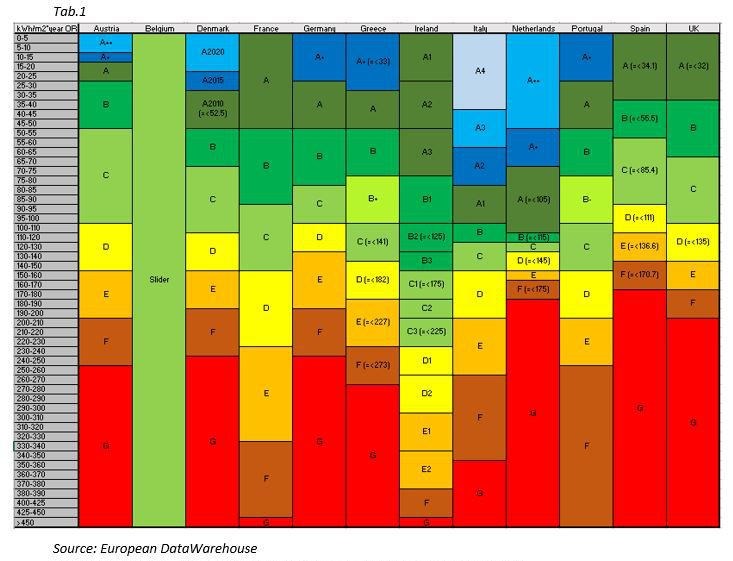 Tab.1
kWh/m2*year OR Austria Belgium Denmark France Germany Greece Ireland Italy Netherlands Portugal Spain UK
0-5
5-10
10-15
15-20
20-25
25-30
30-35
35-40
40-45
45-50
50-55
55-60
60-65
65-70
70-75
75-80
80-85
85-90
90-95
95-100
100-110
110-120
120-130
130-140
140-150
150-160
160-170
170-180
180-190
190-200
200-210
210-220
220-230
230-240
240-250
250-260
260-270
270-280
280-290
290-300
300-310
310-320
320-330
330-340
340-350
350-360
360-370
370-380
380-390
400-425
425-450
>450
A++
A+
A
B
C
D
E
F
G
Slider
A2020
A2015
A2010
(=<52.5)
B
C
D
E
F
G
A
B
C
D
E
F
G
A+
A
B
C
D
E
F
G
A+ (=<33)
A
B
B+
C (=<141)
D (=<182)
E (=<227)
F (=<273)
G
A1
A2
A3
B1
B2 (=<125)
B3
C1 (=<175)
C2
C3 (=<225)
D1
D2
E1
E2
F
G
A4
A3
A2
A1
B
C
D
E
F
G
A++
A+
A (=<105)
B (=<115)
C
D (=<145)
E
F (=<175)
G
A+
A
B
B-
C
D
E
F
A (=<34.1)
B (=<55.5)
C (=<85.4)
D (=<111)
E (=<136.6)
F (=<170.7)
G
A (=<32)
B
C
D (=<135)
E
F
G
Source: European DataWarehouse